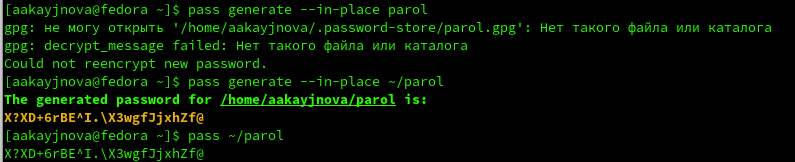 [aakayjnova@fedora ~]$ pass generate --in-place parol
gpg: не могу открыть '/home/aakayjnova/.password-store/parol.gpg': Нет такого файла или каталога
gpg: decrypt_message failed: Нет такого файла или каталога
Could not reencrypt new password.
[aakayjnova@fedora ~]$ pass generate --in-place ~/parol
The generated password for /home/aakayjnova/parol is:
X?XD+6rBE^I.\X3wgfJjxhZf@
[aakayjnova@fedora ~]$ pass ~/parol
X?XD+6rBE^I.\X3wgfJjxhZf@